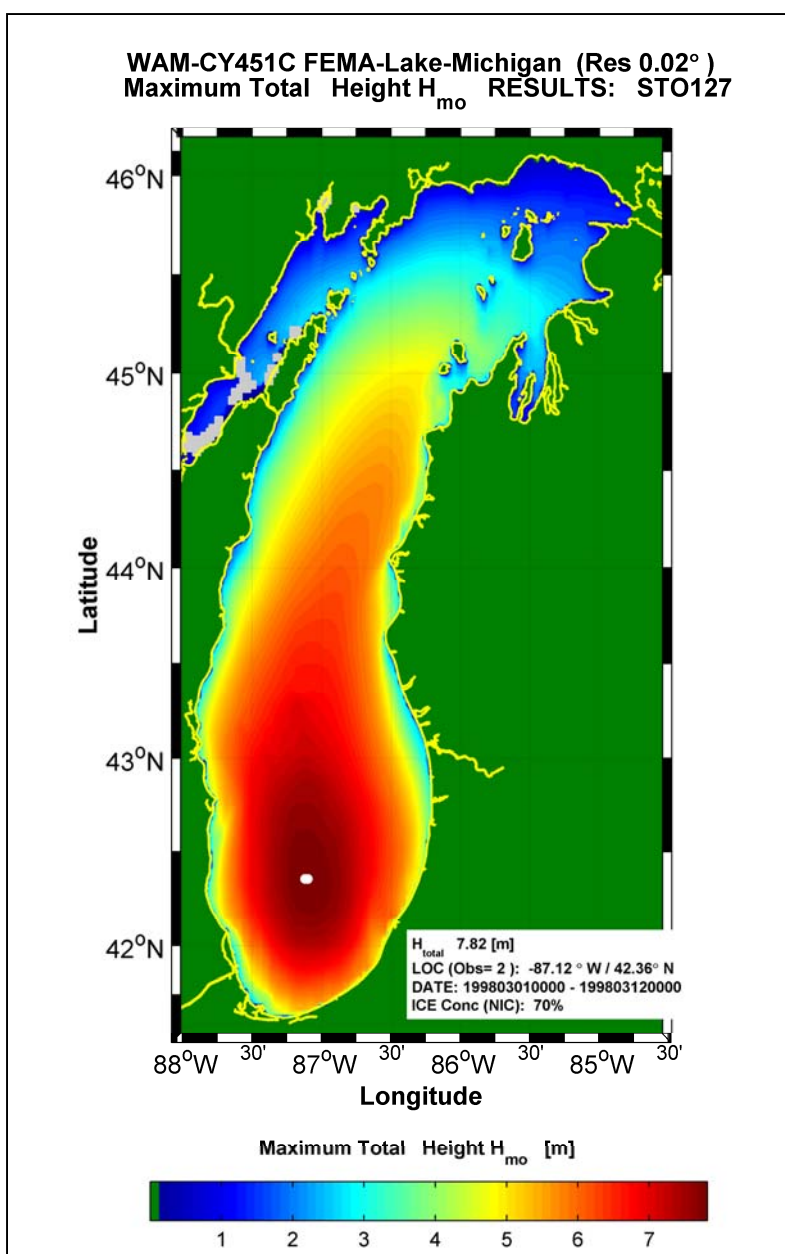 WAM-CY451C FEMA-Lake-Michigan (Res 0.02° )
Maximum Total Height Hmo RESULTS: STO127
46°N
45°N
44°N
43°N
42°N
Latitude
Htotal 7.82 [m]
LOC (Obs= 2 ): -87.12 ° W / 42.36° N
DATE: 199803010000 - 199803120000
ICE Conc (NIC): 70%
88°W 30' 87°W 30' 86°W 30' 85°W 30'
Longitude
Maximum Total Height Hmo [m]
1 2 3 4 5 6 7